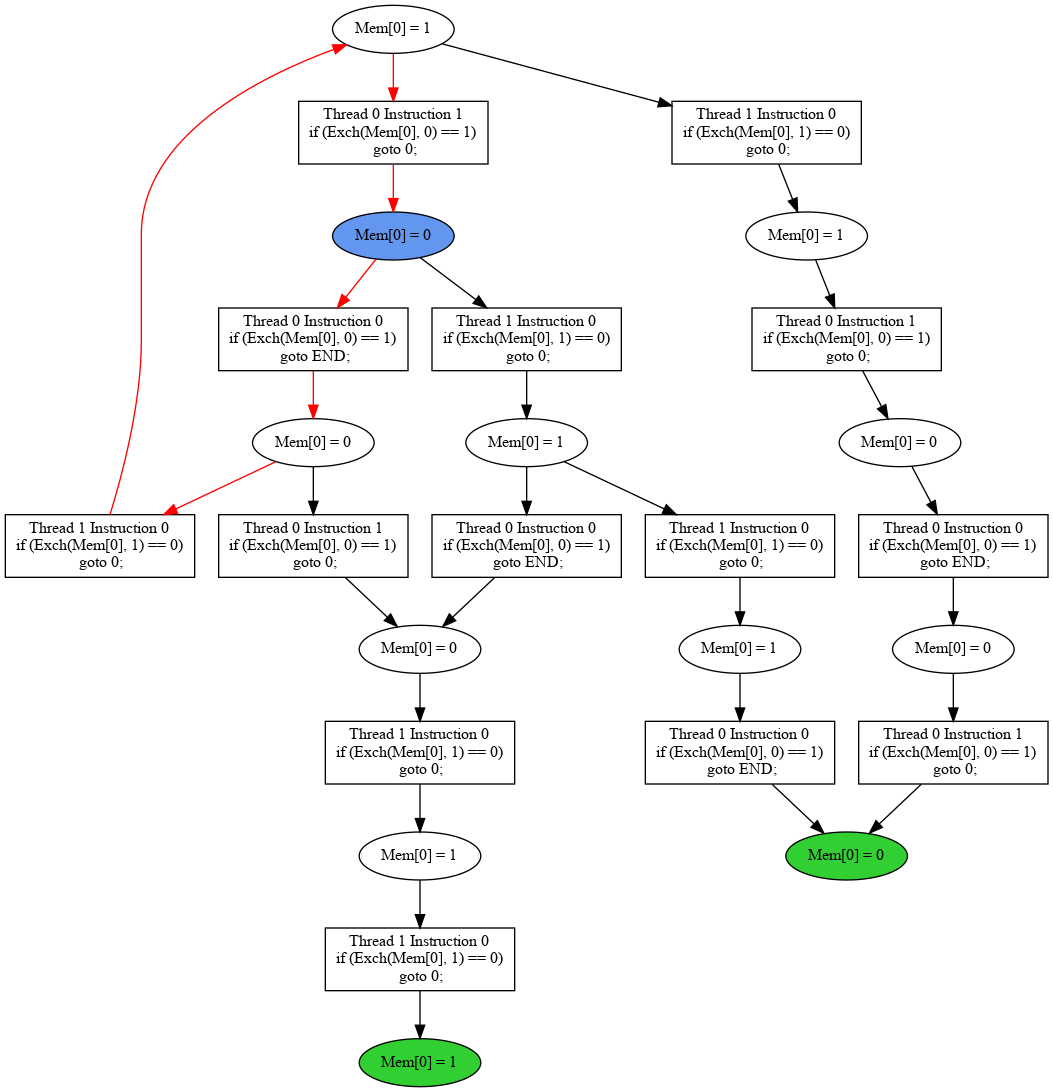 Mem[0] = 1
Thread 0 Instruction 1
if (Exch(Mem[0], 0) == 1)
goto 0;
Thread 1 Instruction 0
if (Exch(Mem[0], 1) == 0)
goto 0;
Mem[0] = 0
Mem[0] = 1
Thread 0 Instruction 0
if (Exch(Mem[0], 0) == 1)
goto END;
Thread 1 Instruction 0
if (Exch(Mem[0], 1) == 0)
goto 0;
Thread 0 Instruction 1
if (Exch(Mem[0], 0) == 1)
goto 0;
Mem[0] = 0
Mem[0] = 1
Mem[0] = 0
Thread 1 Instruction 0
if (Exch(Mem[0], 1) == 0)
goto 0;
Thread 0 Instruction 1
if (Exch(Mem[0], 0) == 1)
goto 0;
Thread 0 Instruction 0
if (Exch(Mem[0], 0) == 1)
goto END;
Thread 1 Instruction 0
if (Exch(Mem[0], 1) == 0)
goto 0;
Thread 0 Instruction 0
if (Exch(Mem[0], 0) == 1)
goto END;
Mem[0] = 0
Mem[0] = 1
Mem[0] = 0
Thread 1 Instruction 0
if (Exch(Mem[0], 1) == 0)
goto 0;
Thread 0 Instruction 0
if (Exch(Mem[0], 0) == 1)
goto END;
Thread 0 Instruction 1
if (Exch(Mem[0], 0) == 1)
goto 0;
Mem[0] = 1
Mem[0] = 0
Thread 1 Instruction 0
if (Exch(Mem[0], 1) == 0)
goto 0;
Mem[0] = 1